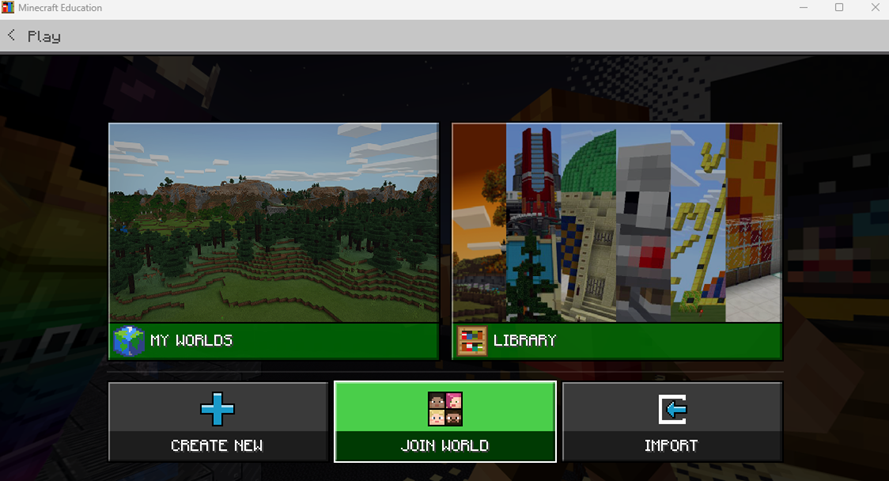 Minecraft Education
Play
MY WORLDS
LIBRARY
CREATE NEW
JOIN WORLD
IMPORT